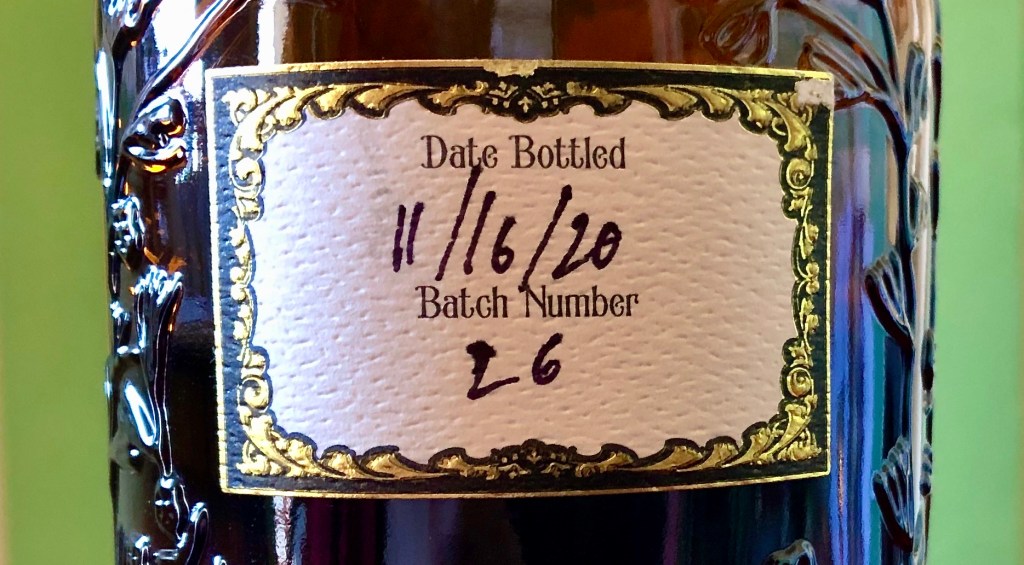 Date Bottled
11/16/20
Batch Number
26